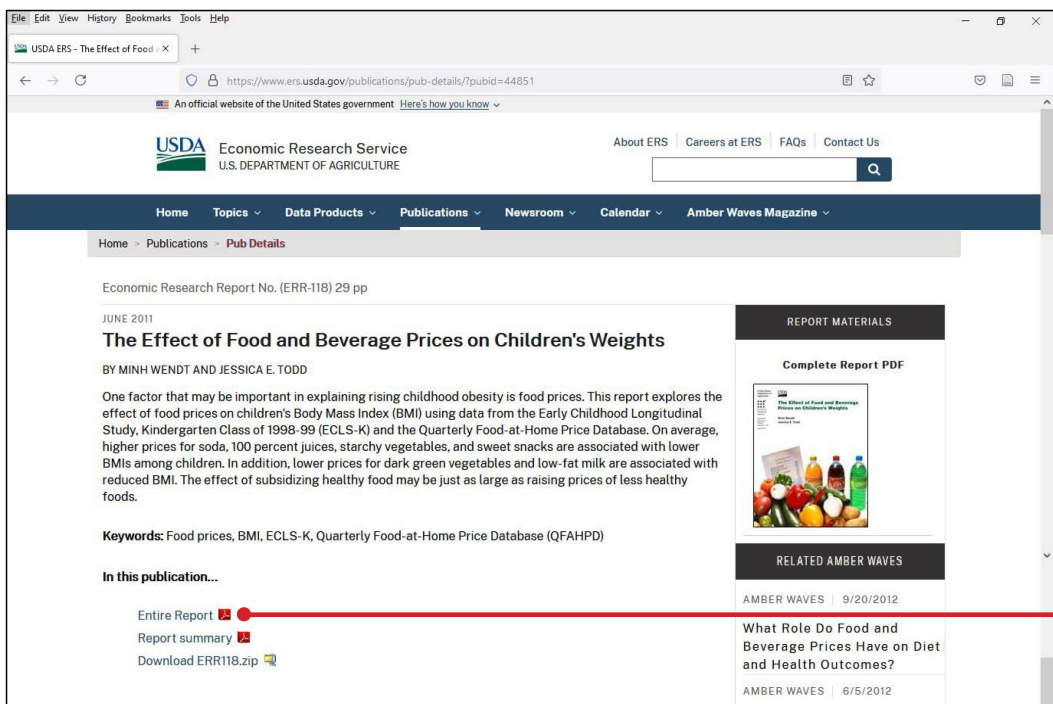 File Edit View History Bookmarks Tools Help
USDA ERS - The Effect of Food
https://www.ers.usda.gov/publications/pub-details/?pubid=44851
An official website of the United States government Here's how you know
USDA Economic Research Service
U.S. DEPARTMENT OF AGRICULTURE
About ERS Careers at ERS FAQs Contact Us
Home Topics Data Products Publications Newsroom Calendar Amber Waves Magazine
Home > Publications > Pub Details
Economic Research Report No. (ERR-118) 29 pp
JUNE 2011
The Effect of Food and Beverage Prices on Children's Weights
BY MINH WENDT AND JESSICA E. TODD
One factor that may be important in explaining rising childhood obesity is food prices. This report explores the
effect of food prices on children's Body Mass Index (BMI) using data from the Early Childhood Longitudinal
Study, Kindergarten Class of 1998-99 (ECLS-K) and the Quarterly Food-at-Home Price Database. On average,
higher prices for soda, 100 percent juices, starchy vegetables, and sweet snacks are associated with lower
BMIs among children. In addition, lower prices for dark green vegetables and low-fat milk are associated with
reduced BMI. The effect of subsidizing healthy food may be just as large as raising prices of less healthy
foods.
Keywords: Food prices, BMI, ECLS-K, Quarterly Food-at-Home Price Database (QFAHPD)
In this publication...
Entire Report
Report summary
Download ERR118.zip
REPORT MATERIALS
Complete Report PDF
The Effect of Food and Beverage
Prices on Children's Weights
RELATED AMBER WAVES
AMBER WAVES | 9/20/2012
What Role Do Food and
Beverage Prices Have on Diet
and Health Outcomes?
AMBER WAVES | 6/5/2012